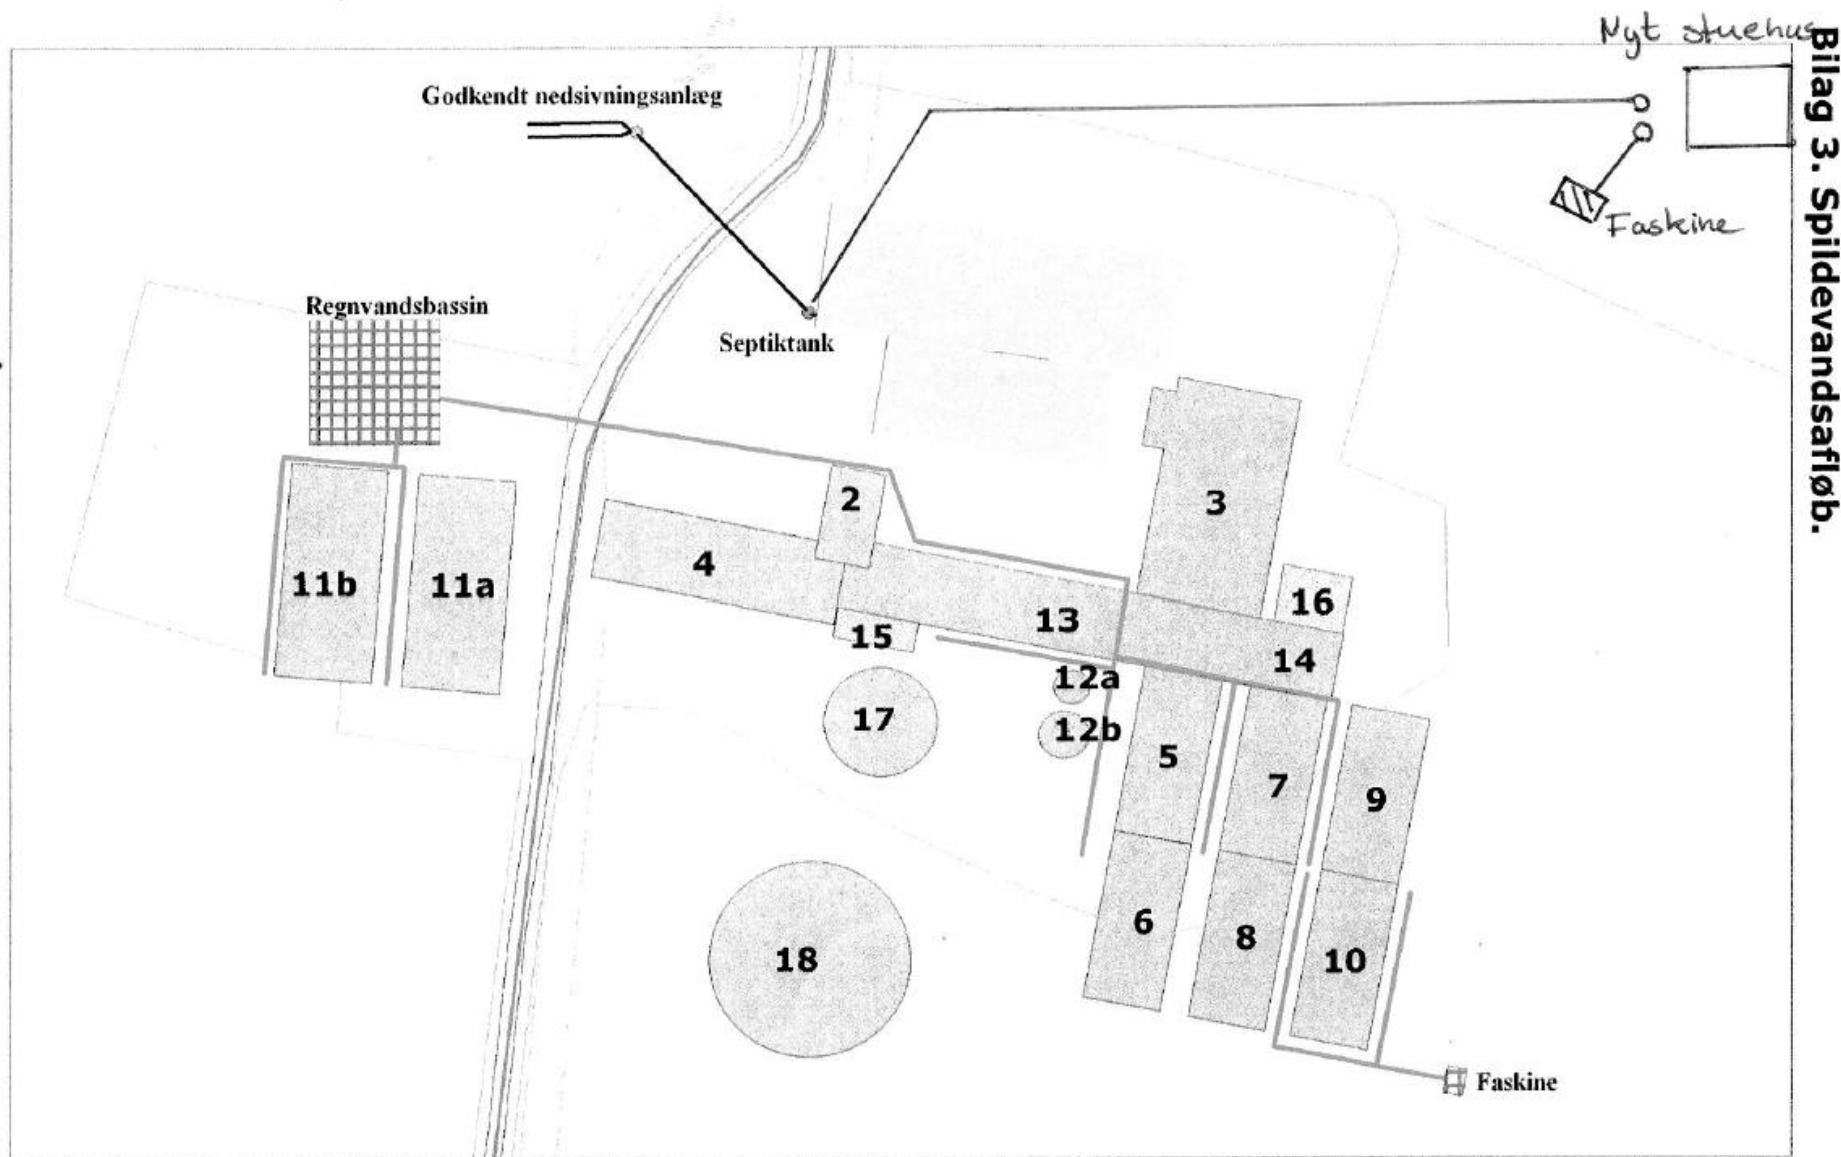 Nyt stuehus
Bilag 3. Spildevandsafløb.
Godkendt nedsivningsanlæg
Faskine
Regnvandsbassin
Septiktank
2
3
4
11b
11a
16
13
15
14
12a
17
12b
5
7
9
6
8
18
10
Faskine